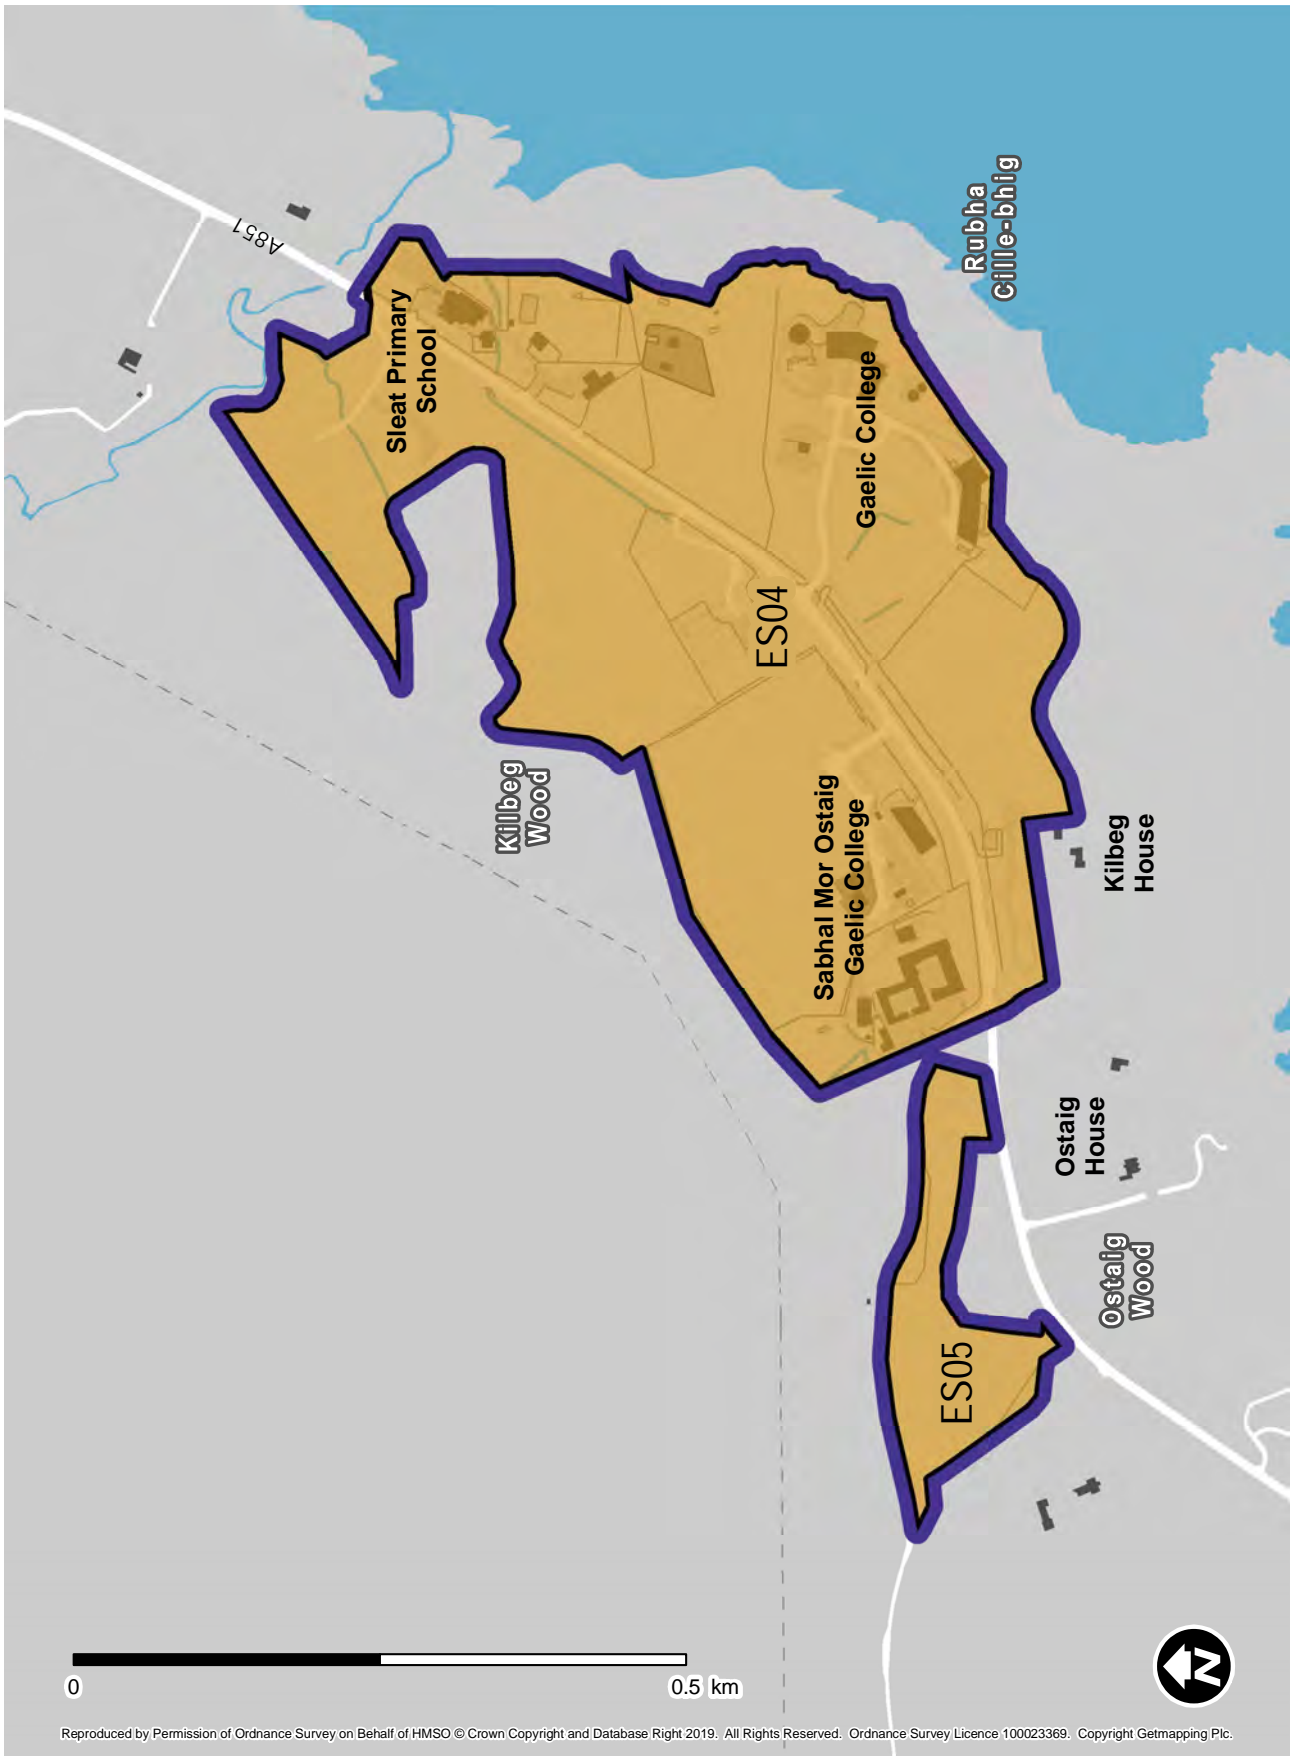 A851
Rubha
Cille-bhig
Sleat Primary
School
Gaelic College
ES04
Kilbeg
Wood
Sabhal Mor Ostaig
Gaelic College
Kilbeg
House
Ostaig
House
Ostaig
Wood
ES05
0
0.5 km
N
Reproduced by Permission of Ordnance Survey on Behalf of HMSO © Crown Copyright and Database Right 2019. All Rights Reserved. Ordnance Survey Licence 100023369. Copyright Getmapping Plc.